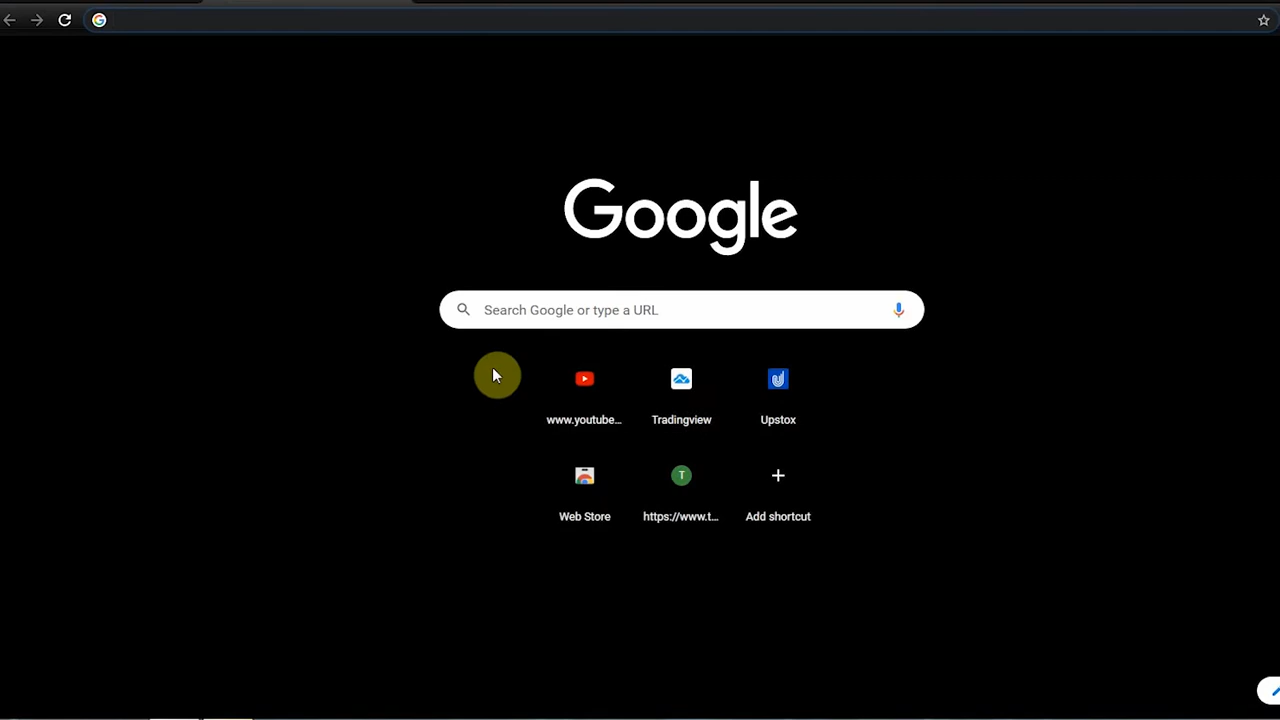 Google
Search Google or type a URL
www.youtube...
Tradingview
Upstox
T
Web Store
https://www.t...
Add shortcut